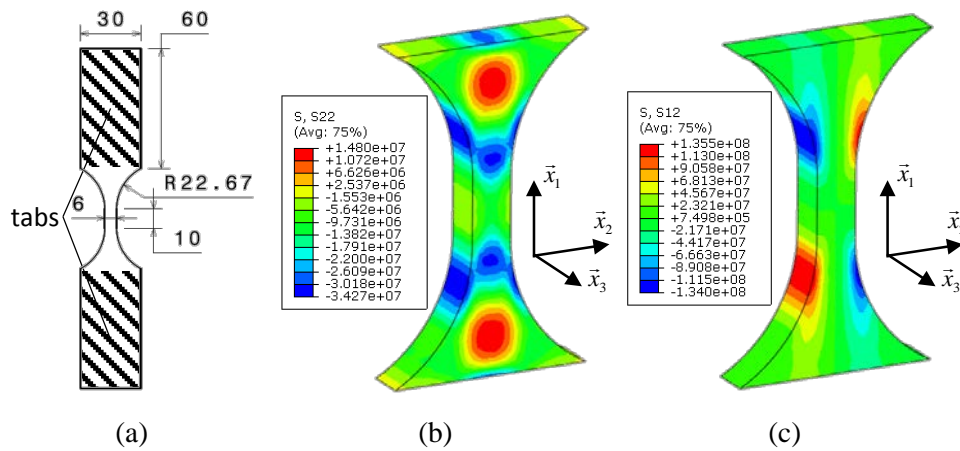 30
60
R22.67
tabs
6
10
S, S22
(Avg: 75%)
+1.480e+07
+1.072e+07
+6.626e+06
+2.537e+06
-1.553e+06
-5.642e+06
-9.731e+06
-1.382e+07
-1.791e+07
-2.200e+07
-2.609e+07
-3.018e+07
-3.427e+07
x1
x2
x3
S, S12
(Avg: 75%)
+1.355e+08
+1.130e+08
+9.058e+07
+6.813e+07
+4.567e+07
+2.321e+07
+7.498e+05
-2.171e+07
-4.417e+07
-6.663e+07
-8.908e+07
-1.115e+08
-1.340e+08
x1
x3
(a)
(b)
(c)